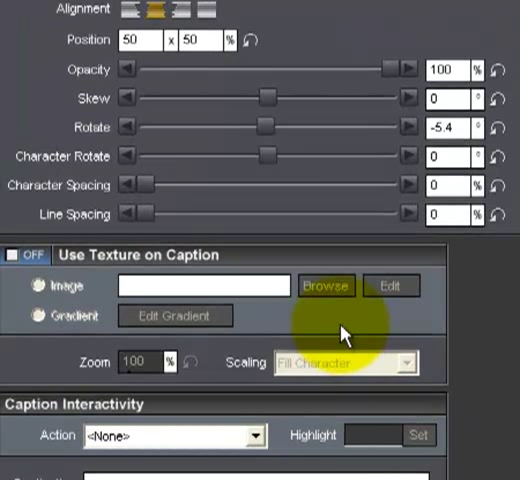 Alignment
Position 50 x 50 %
Opacity 100 %
Skew 0 °
Rotate -5.4 °
Character Rotate 0 °
Character Spacing 0 %
Line Spacing 0 %
OFF Use Texture on Caption
Image Browse Edit
Gradient Edit Gradient
Zoom 100 % Scaling Fill Character
Caption Interactivity
Action <None> Highlight Set